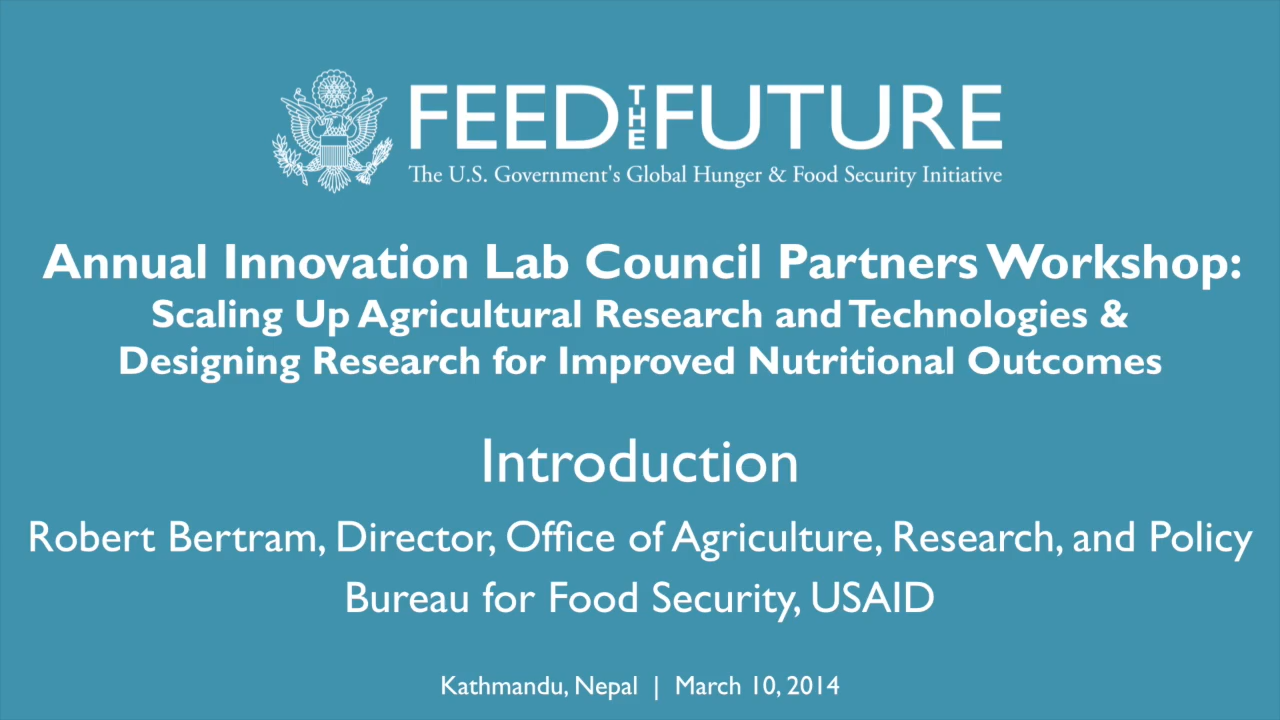 FEED THE FUTURE
The U.S. Government's Global Hunger & Food Security Initiative
Annual Innovation Lab Council Partners Workshop:
Scaling Up Agricultural Research and Technologies &
Designing Research for Improved Nutritional Outcomes
Introduction
Robert Bertram, Director, Office of Agriculture, Research, and Policy
Bureau for Food Security, USAID
Kathmandu, Nepal | March 10, 2014